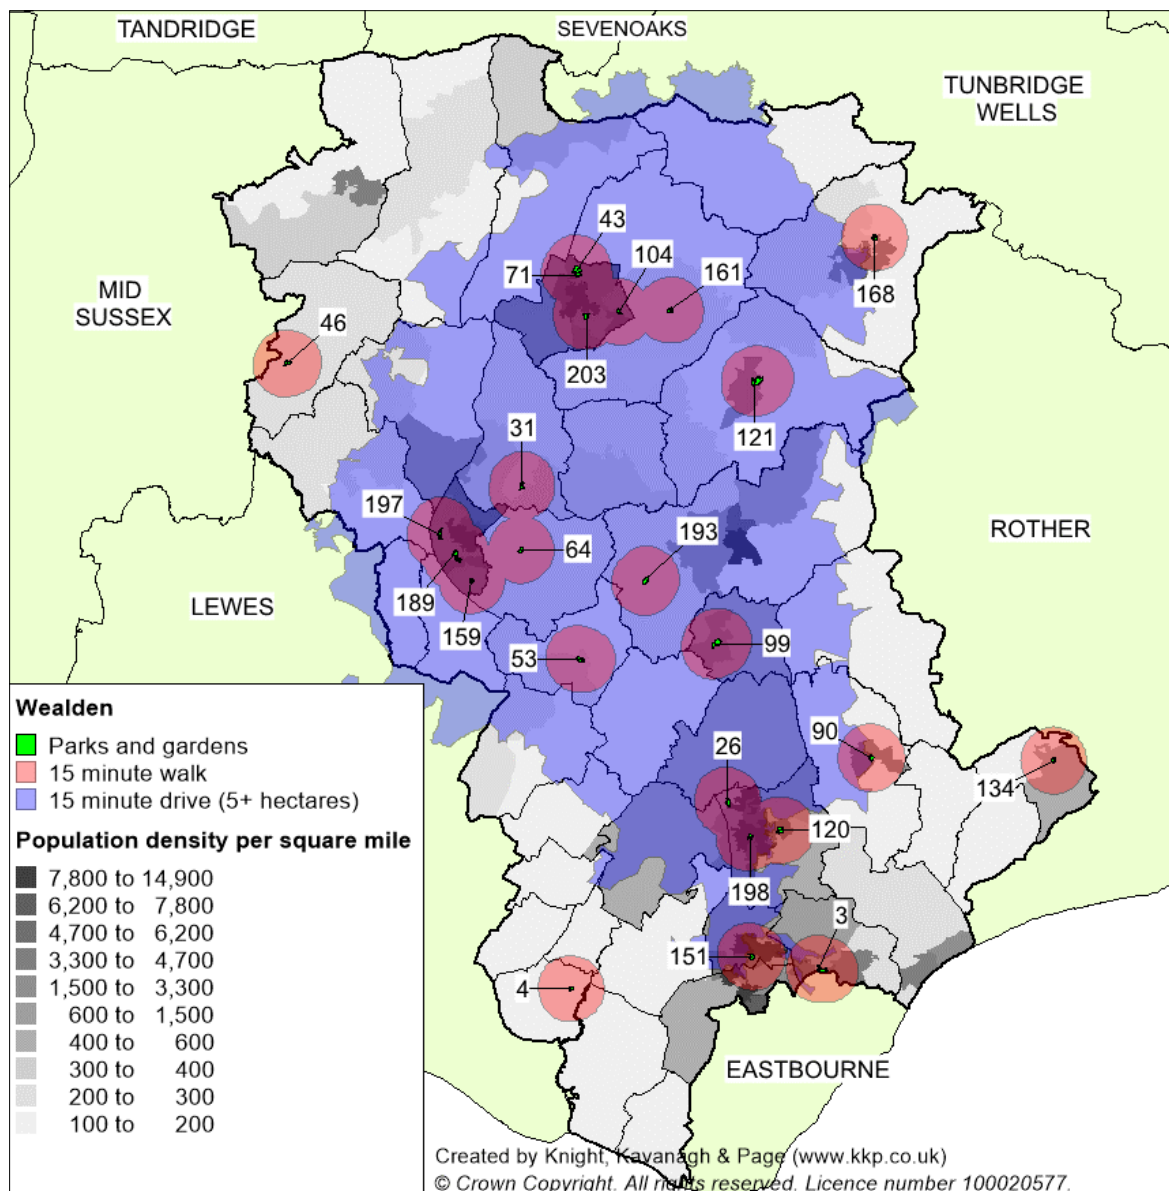 TANDRIDGE
SEVENOAKS
TUNBRIDGE
WELLS
MID
SUSSEX
43
104
161
71
168
46
203
121
31
197
64
193
ROTHER
LEWES
189
159
53
99
90
26
134
120
198
3
151
4
EASTBOURNE
Wealden
Parks and gardens
15 minute walk
15 minute drive (5+ hectares)
Population density per square mile
7,800 to 14,900
6,200 to 7,800
4,700 to 6,200
3,300 to 4,700
1,500 to 3,300
600 to 1,500
400 to 600
300 to 400
200 to 300
100 to 200
Created by Knight, Kavanagh & Page (www.kkp.co.uk)
© Crown Copyright. All rights reserved. Licence number 100020577.